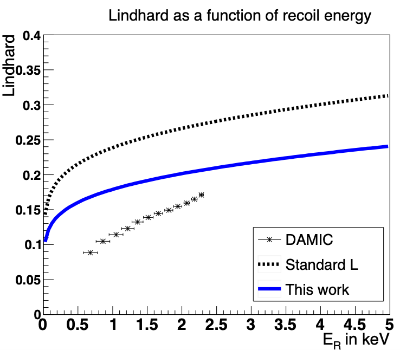 Lindhard as a function of recoil energy
Lindhard
0.4
0.35
0.3
0.25
0.2
0.15
0.1
0.05
0
0 0.5 1 1.5 2 2.5 3 3.5 4 4.5 5
E_R in keV
DAMIC
Standard L
This work